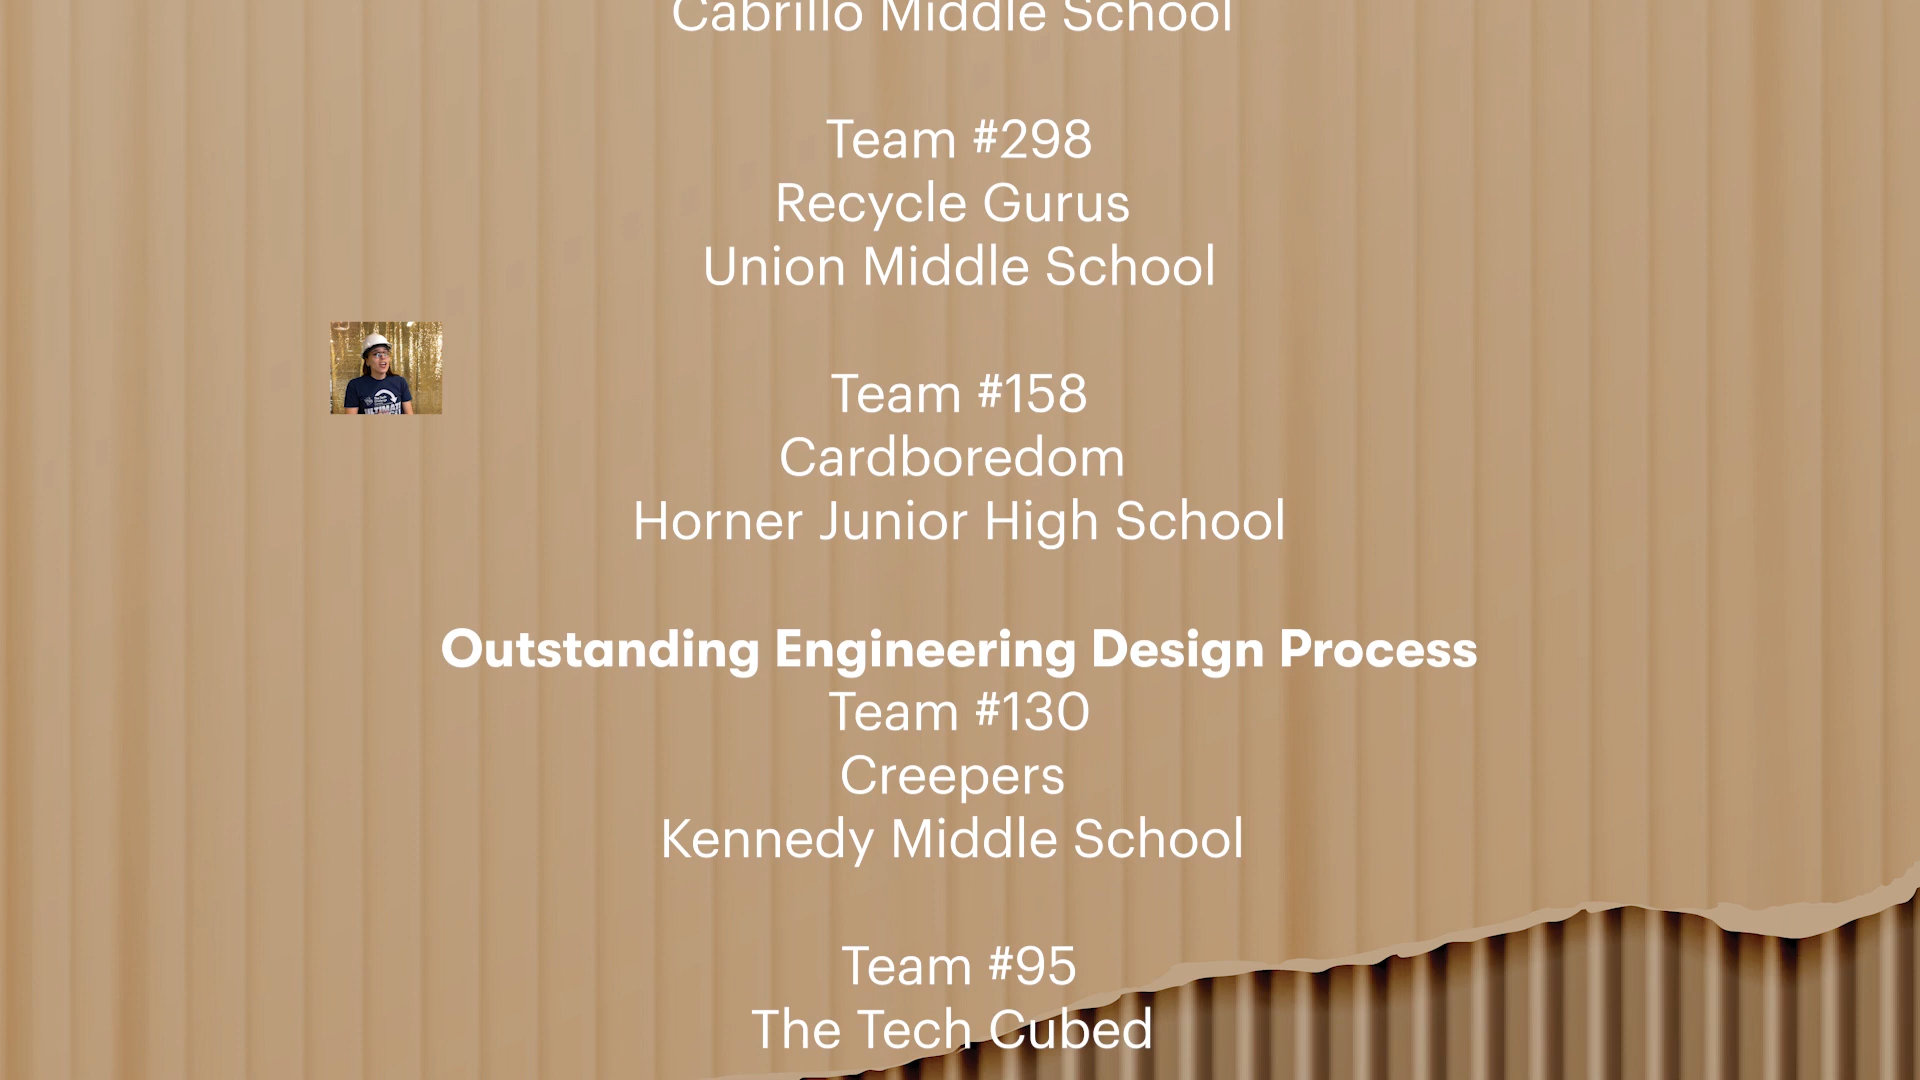 Cabrillo Middle School
Team #298
Recycle Gurus
Union Middle School
Team #158
Cardboredom
Horner Junior High School
Outstanding Engineering Design Process
Team #130
Creepers
Kennedy Middle School
Team #95
The Tech Cubed